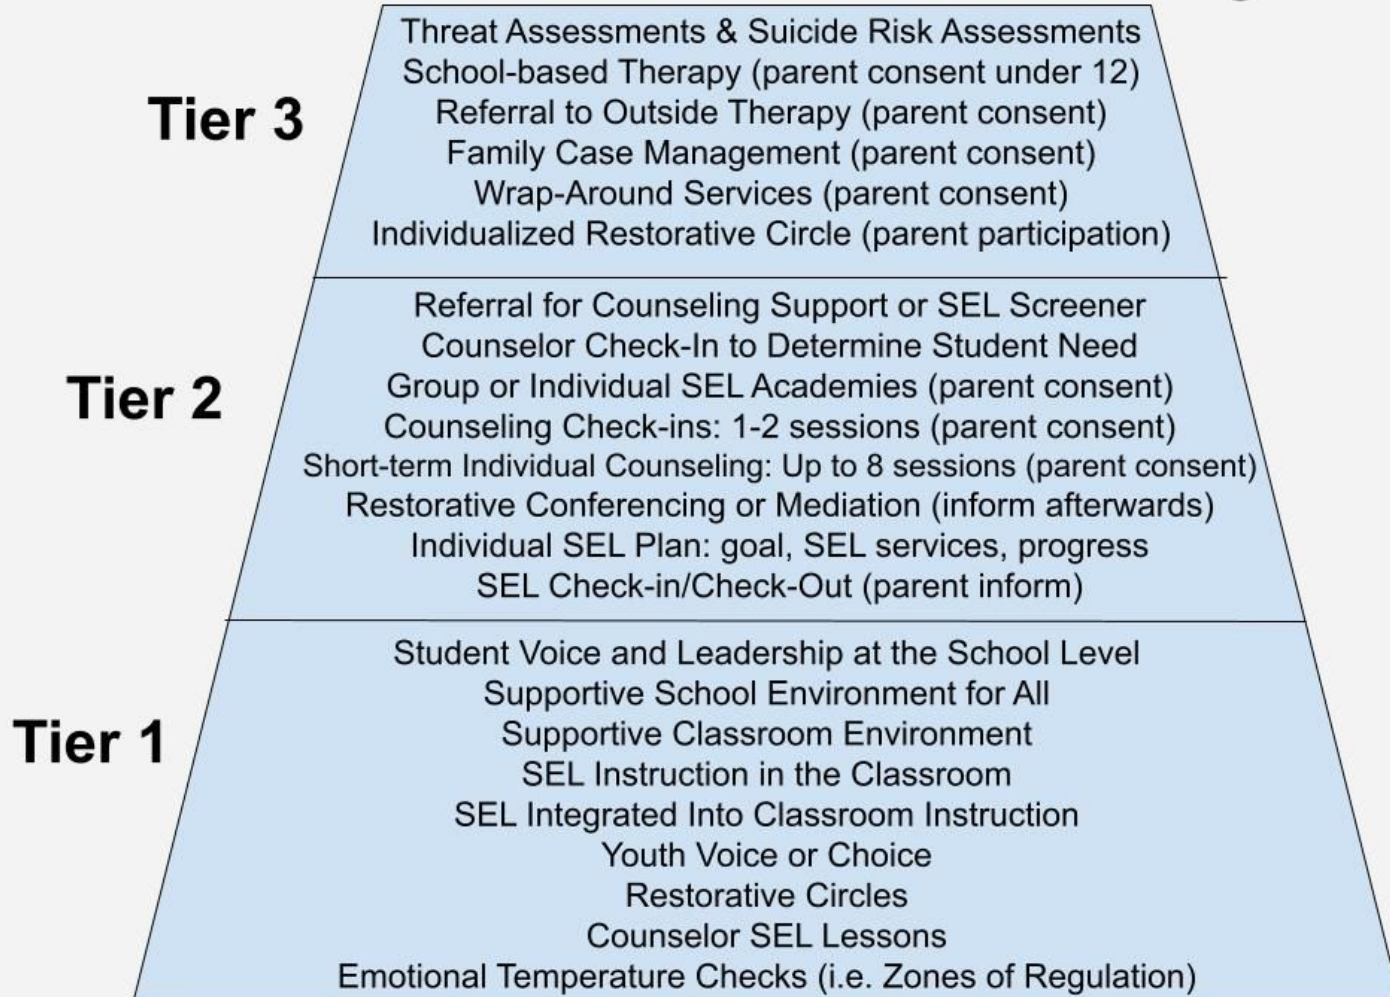 Threat Assessments & Suicide Risk Assessments
School-based Therapy (parent consent under 12)
Tier 3
Referral to Outside Therapy (parent consent)
Family Case Management (parent consent)
Wrap-Around Services (parent consent)
Individualized Restorative Circle (parent participation)
Referral for Counseling Support or SEL Screener
Counselor Check-In to Determine Student Need
Tier 2
Group or Individual SEL Academies (parent consent)
Counseling Check-ins: 1-2 sessions (parent consent)
Short-term Individual Counseling: Up to 8 sessions (parent consent)
Restorative Conferencing or Mediation (inform afterwards)
Individual SEL Plan: goal, SEL services, progress
SEL Check-in/Check-Out (parent inform)
Student Voice and Leadership at the School Level
Supportive School Environment for All
Tier 1
Supportive Classroom Environment
SEL Instruction in the Classroom
SEL Integrated Into Classroom Instruction
Youth Voice or Choice
Restorative Circles
Counselor SEL Lessons
Emotional Temperature Checks (i.e. Zones of Regulation)